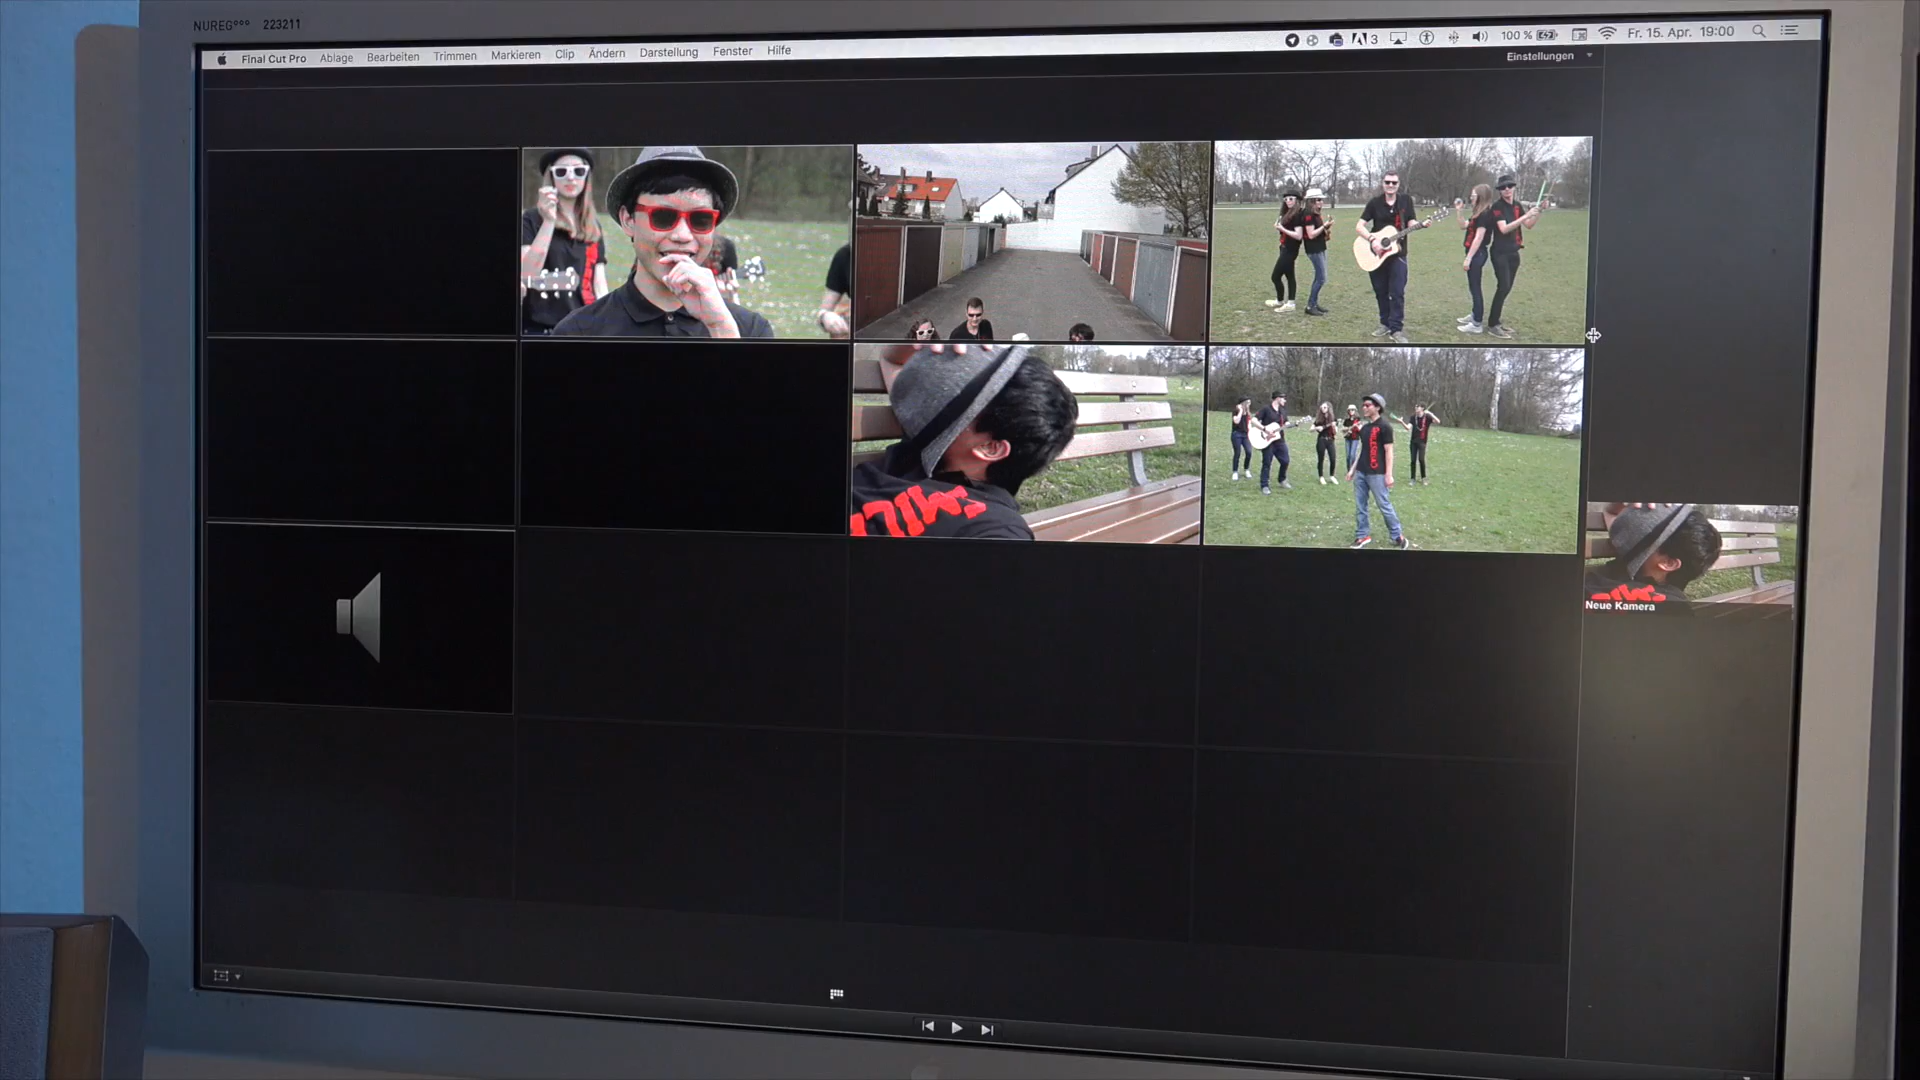 NUREG°°° 223211
Final Cut Pro Ablage Bearbeiten Trimmen Markieren Clip Ändern Darstellung Fenster Hilfe
3 100 % Fr. 15. Apr. 19:00
Einstellungen
Neue Kamera